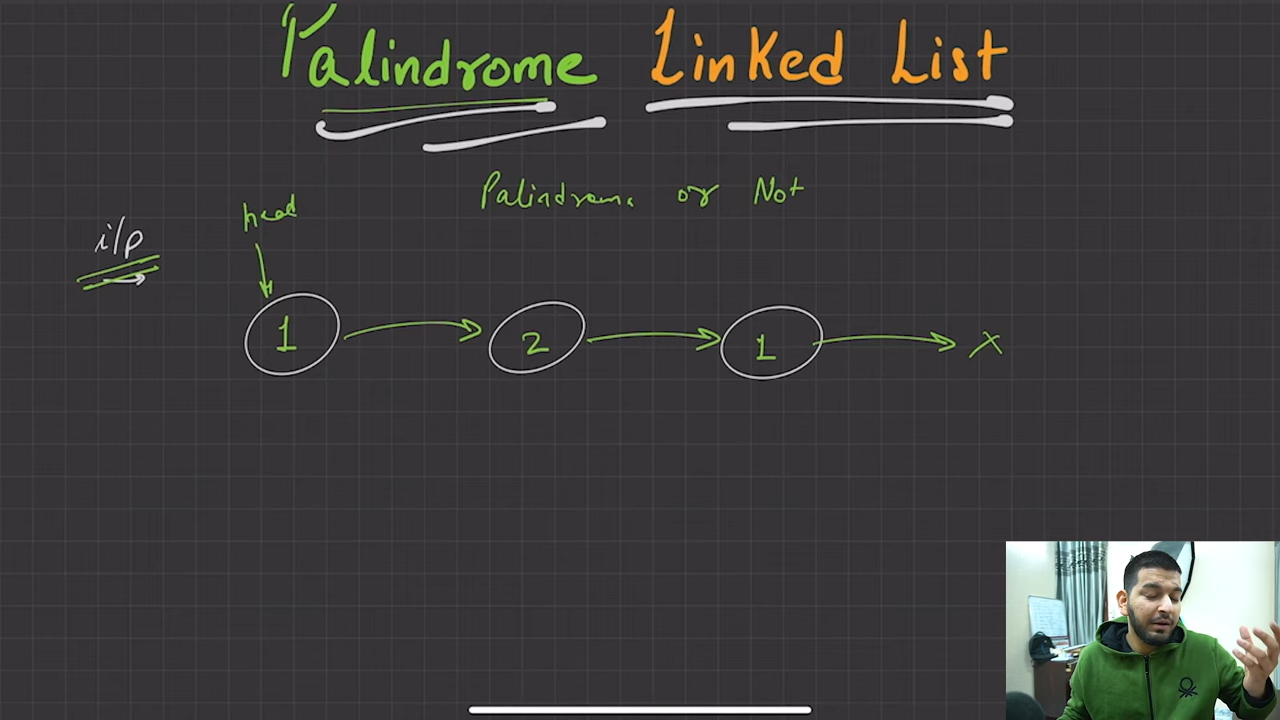 Palindrome Linked List
Palindrome or Not
head
i/p
1 2 1 X